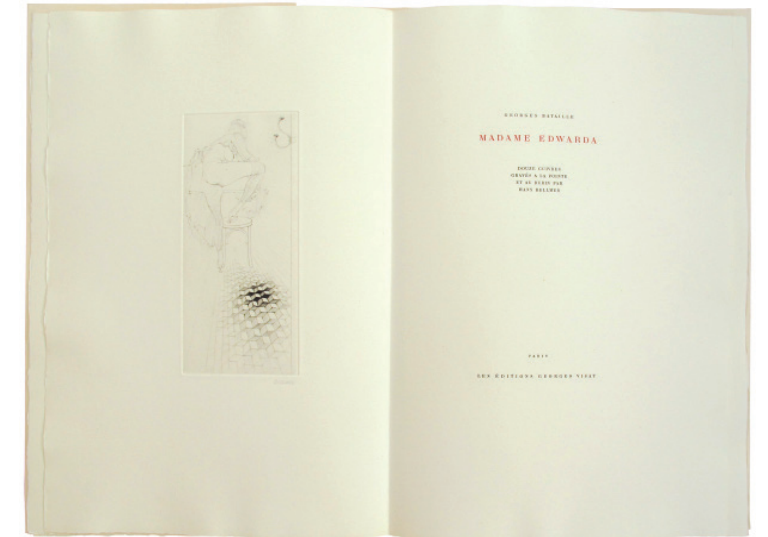 GEORGES BATAILLE
MADAME EDWARDA
DOUZE CUIVRES
GRAVÉS A LA POINTE
ET AU BURIN PAR
HANS BELLMER
PARIS
LES ÉDITIONS GEORGES VISAT